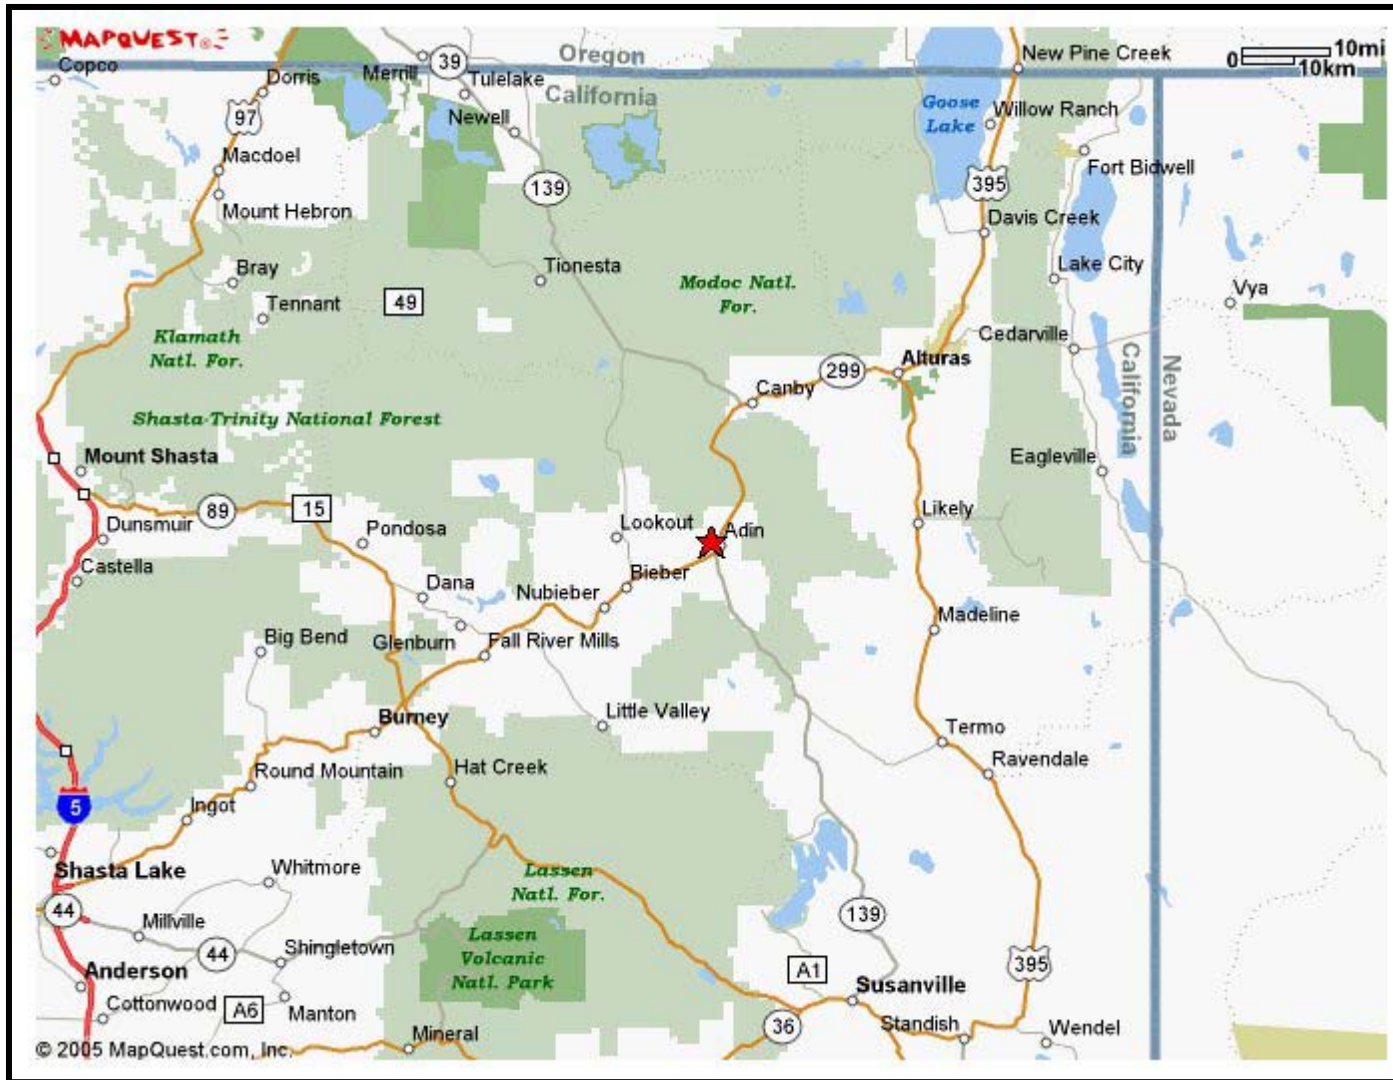 MAPQUEST®
Oregon
New Pine Creek
10mi
0
10km
Copco
Dorris
Merrill
39
Tulelake
California
Goose
Lake
Willow Ranch
97
Newell
Macdoel
Fort Bidwell
139
395
Mount Hebron
Davis Creek
Bray
Tionesta
Lake City
Modoc Natl.
For.
Vya
Tennant
49
Klamath
Natl. For.
Cedarville
Alturas
299
California
Nevada
Canby
Shasta-Trinity National Forest
Mount Shasta
Eagleville
89
15
Likely
Dunsmuir
Pondosa
Lookout
Adin
Castella
Dana
Bieber
Nubieber
Madeline
Big Bend
Glenburn
Fall River Mills
Burney
Little Valley
Termo
Ravendale
Round Mountain
Hat Creek
5
Ingot
Shasta Lake
Whitmore
Lassen
Natl. For.
44
Millville
139
Lassen
Volcanic
Natl. Park
44
Shingletown
395
A1
Anderson
Susanville
Cottonwood
A6
Manton
36
Standish
Wendel
Mineral
© 2005 MapQuest.com, Inc.